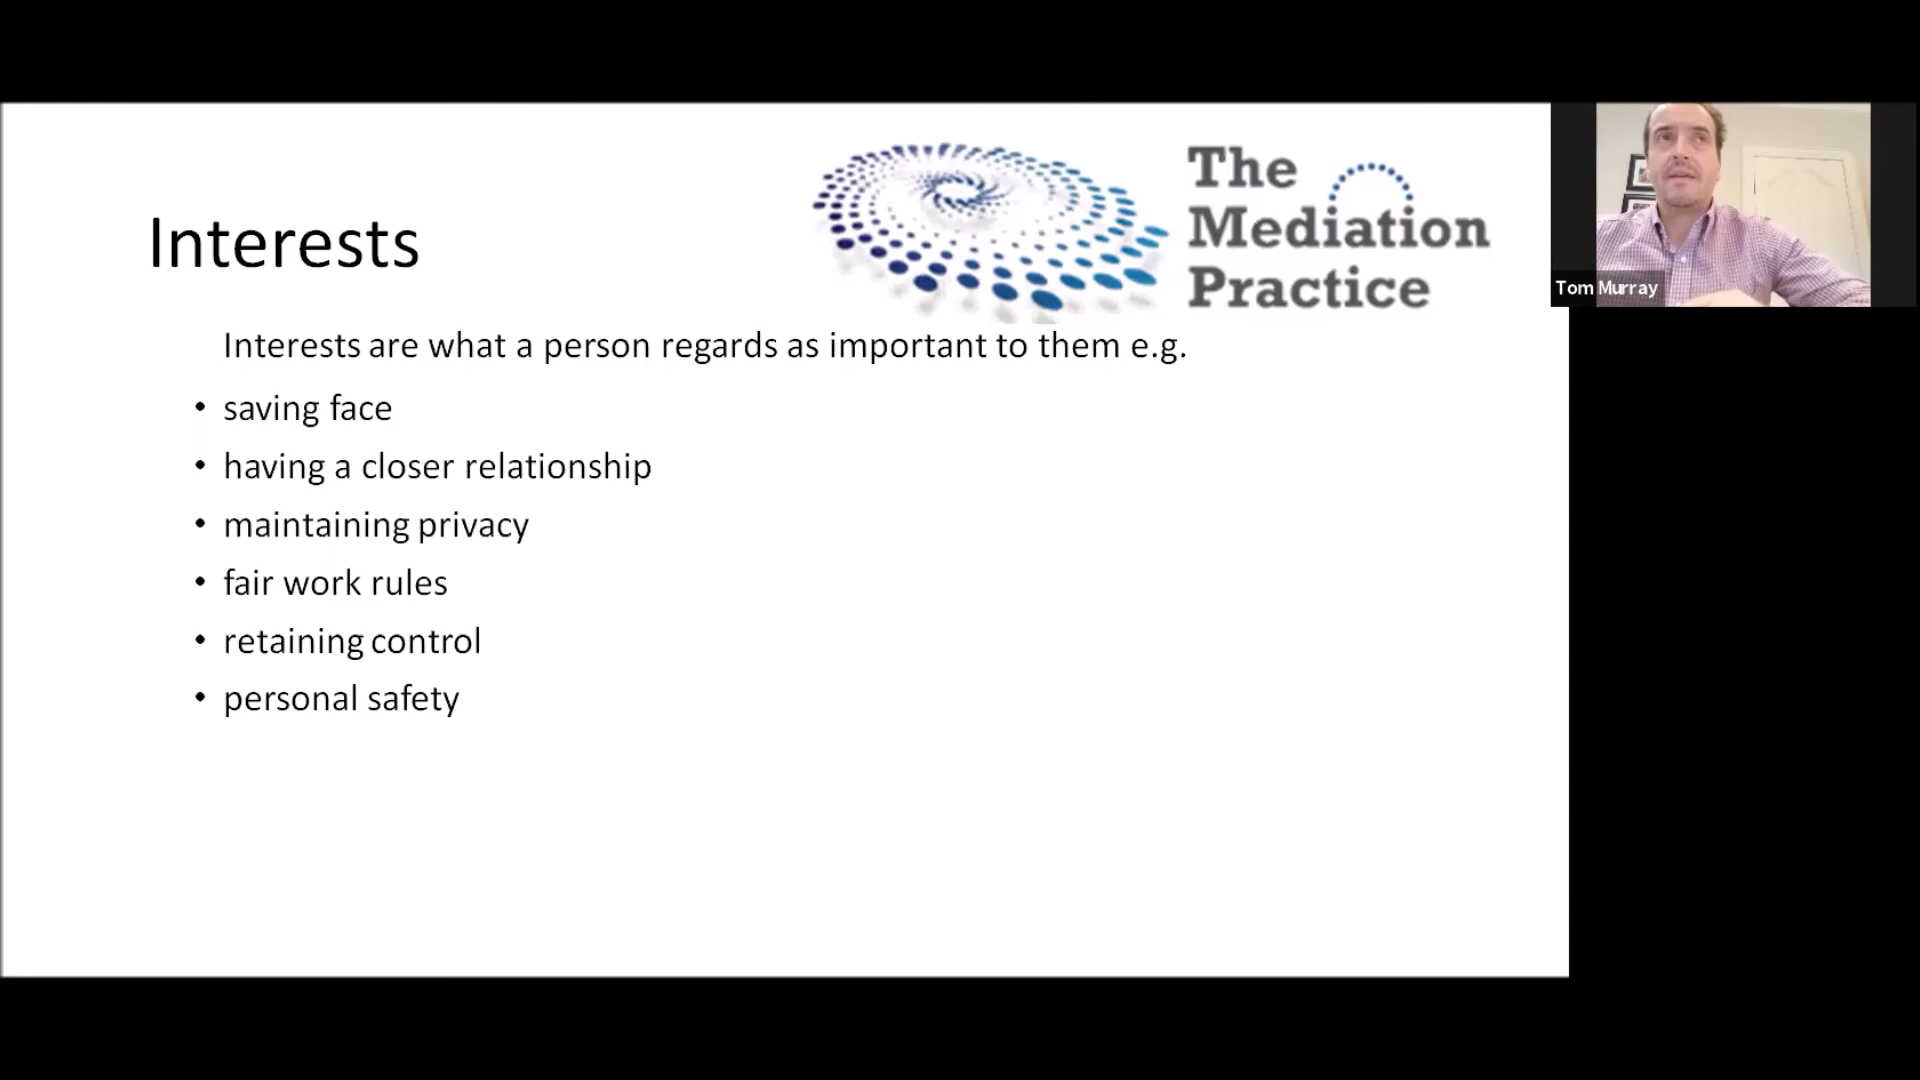 The
Mediation
Practice
Interests
Interests are what a person regards as important to them e.g.
• saving face
• having a closer relationship
• maintaining privacy
• fair work rules
• retaining control
• personal safety
Tom Murray